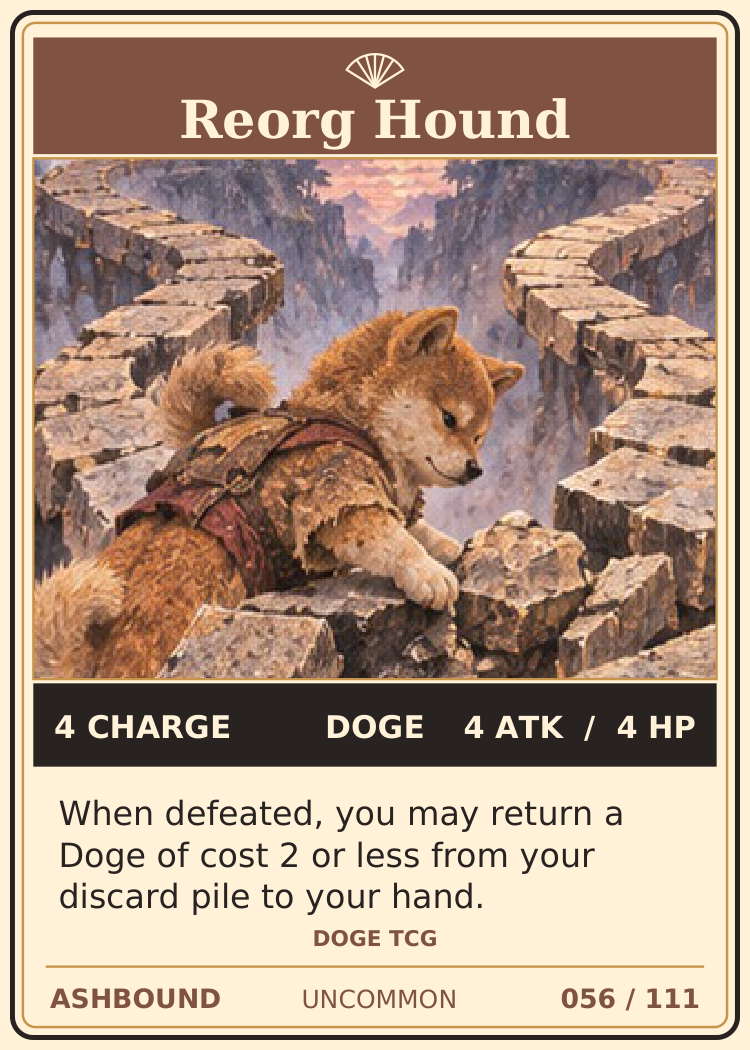 Reorg Hound
4 CHARGE DOGE 4 ATK / 4 HP
When defeated, you may return a
Doge of cost 2 or less from your
discard pile to your hand.
DOGE TCG
ASHBOUND UNCOMMON 056 / 111